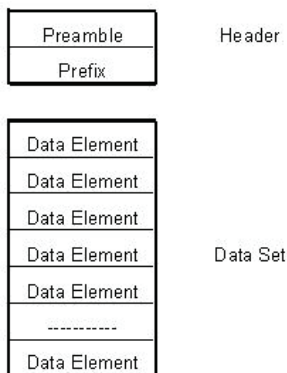 Preamble
Header
Prefix
Data Element
Data Element
Data Element
Data Element
Data Set
Data Element
-----------
Data Element